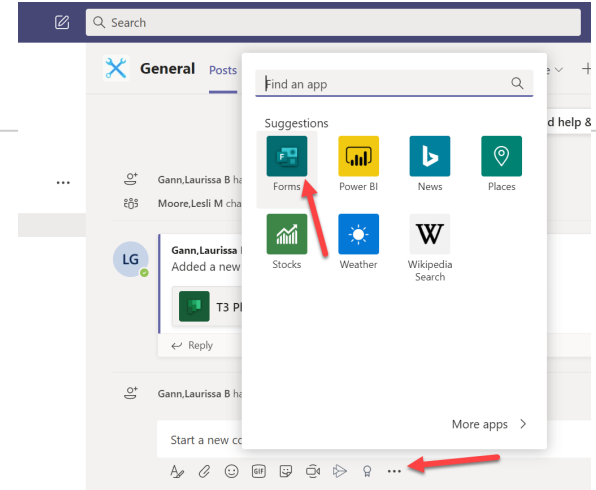 Search
General Posts
Find an app
d help &
Suggestions
Forms Power BI News Places
Gann,Laurissa B
Moore,Lesli M
Stocks Weather Wikipedia
Search
LG
Gann,Laurissa
Added a new
T3
Reply
Gann,Laurissa B
More apps
Start a new
GIF